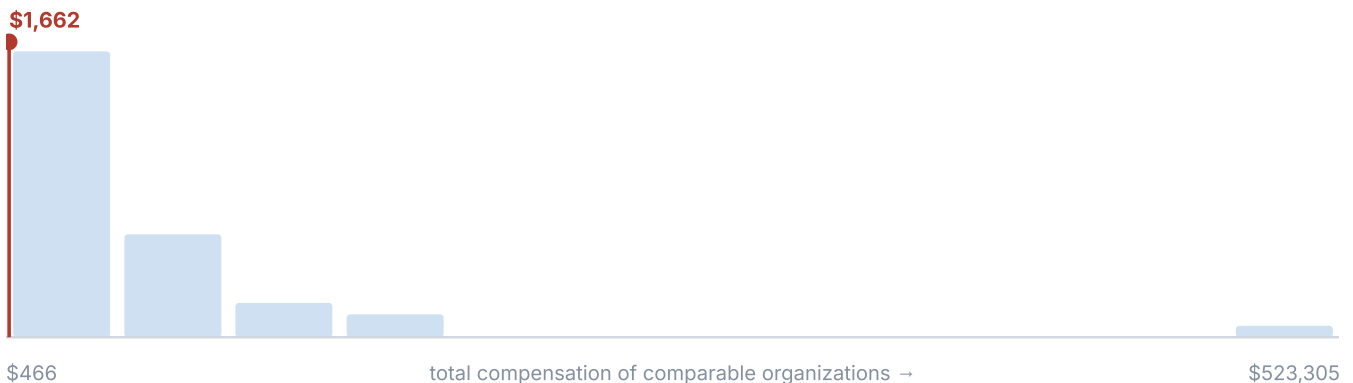 $1,662
$466 total compensation of comparable organizations → $523,305